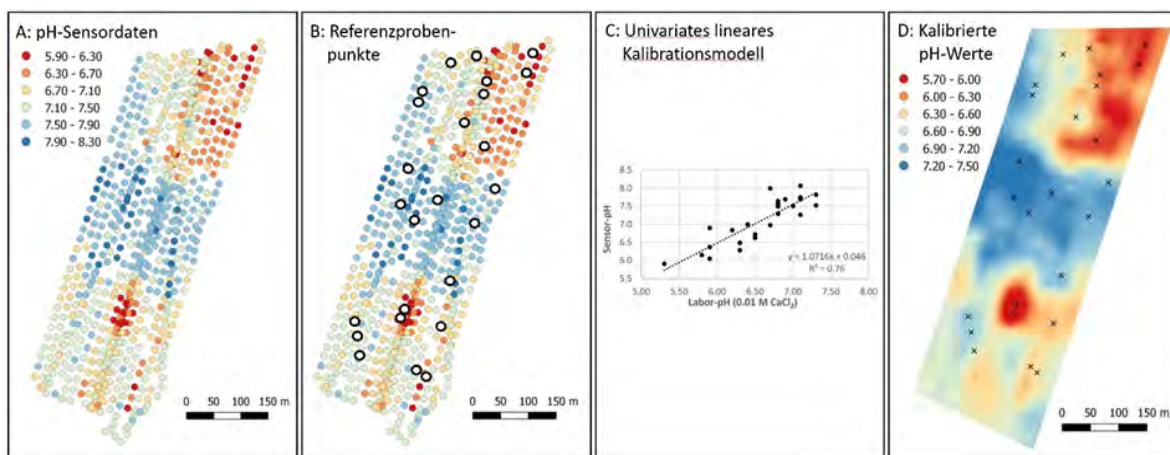 A: pH-Sensordaten
5.90 - 6.30
6.30 - 6.70
6.70 - 7.10
7.10 - 7.50
7.50 - 7.90
7.90 - 8.30
0 50 100 150 m
B: Referenzproben-
punkte
0 50 100 150 m
C: Univariates lineares
Kalibrationsmodell
Sensor-pH
8.5
8.0
7.5
7.0
6.5
6.0
5.5
y = 1.0716x + 0.046
R² = 0.76
5,00 5,50 6,00 6,50 7,00 7,50 8,00
Labor-pH (0.01 M CaCl₂)
D: Kalibrierte
pH-Werte
5.70 - 6.00
6.00 - 6.30
6.30 - 6.60
6.60 - 6.90
6.90 - 7.20
7.20 - 7.50
0 50 100 150 m